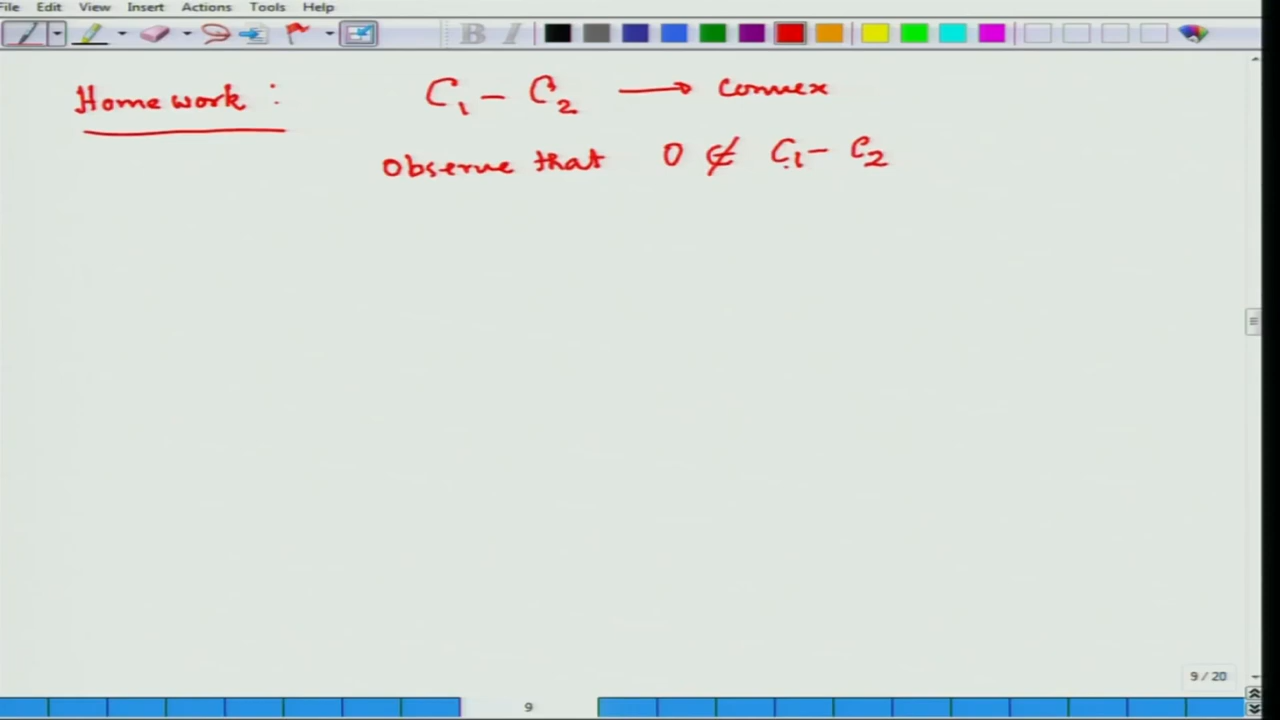 File Edit View Insert Actions Tools Help
B I
Homework : C₁ - C₂ → convex
Observe that 0 ∉ C₁ - C₂
9 / 20
9